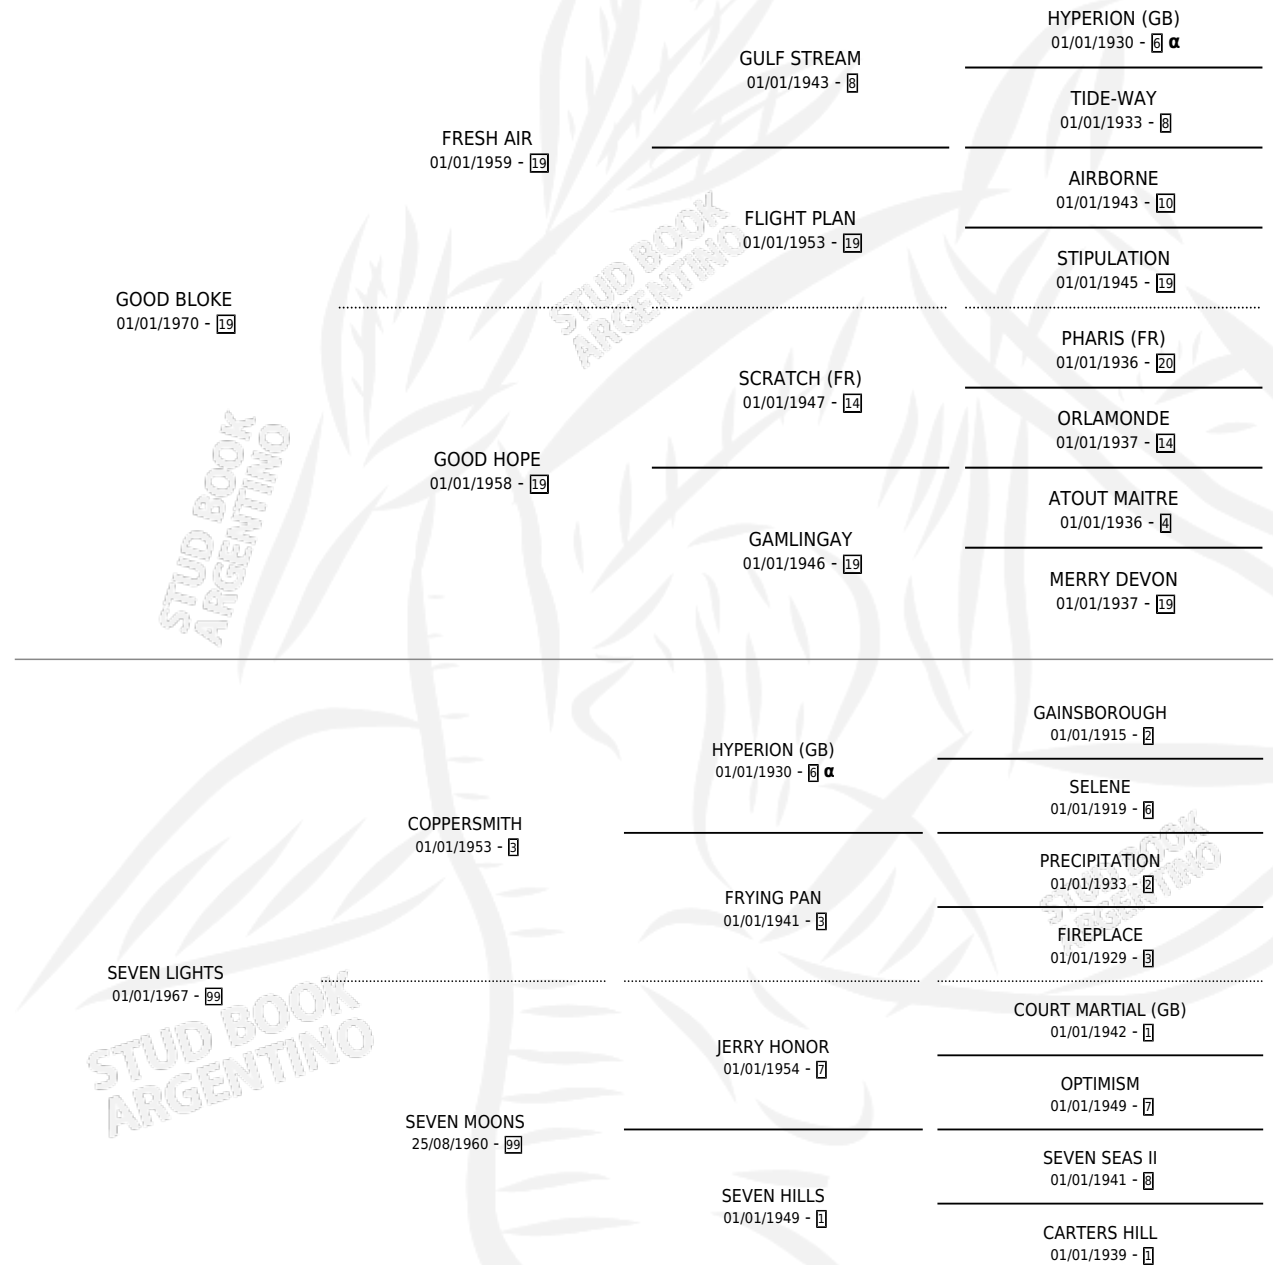 HYPERION (GB)
01/01/1930 - 6 α
GULF STREAM
01/01/1943 - 8
TIDE-WAY
01/01/1933 - 8
FRESH AIR
01/01/1959 - 19
AIRBORNE
01/01/1943 - 10
FLIGHT PLAN
01/01/1953 - 19
STIPULATION
01/01/1945 - 19
STUD BOOK
ARGENTINO
GOOD BLOKE
01/01/1970 - 19
PHARIS (FR)
01/01/1936 - 20
SCRATCH (FR)
01/01/1947 - 14
ORLAMONDE
01/01/1937 - 14
GOOD HOPE
01/01/1958 - 19
ATOUT MAITRE
01/01/1936 - 4
GAMLINGAY
01/01/1946 - 19
MERRY DEVON
01/01/1937 - 19
STUD BOOK
ARGENTINO
GAINSBOROUGH
01/01/1915 - 2
HYPERION (GB)
01/01/1930 - 6 α
SELENE
01/01/1919 - 6
COPPERSMITH
01/01/1953 - 3
PRECIPITATION
01/01/1933 - 2
FRYING PAN
01/01/1941 - 3
FIREPLACE
01/01/1929 - 3
STUD BOOK
ARGENTINO
SEVEN LIGHTS
01/01/1967 - 99
COURT MARTIAL (GB)
01/01/1942 - 1
JERRY HONOR
01/01/1954 - 7
OPTIMISM
01/01/1949 - 7
STUD BOOK
ARGENTINO
SEVEN MOONS
25/08/1960 - 99
SEVEN SEAS II
01/01/1941 - 8
SEVEN HILLS
01/01/1949 - 1
CARTERS HILL
01/01/1939 - 1